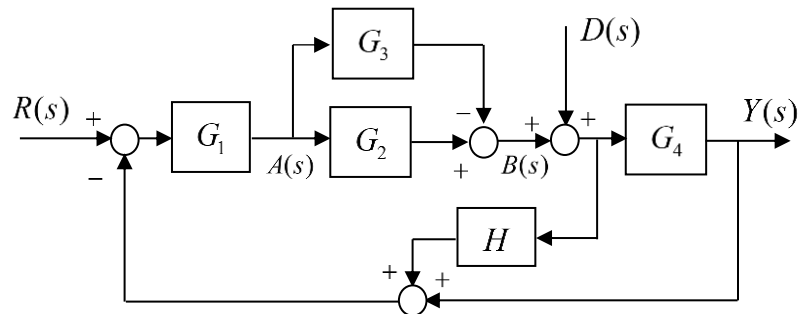 D(s)
G₃
R(s)
+
G₁
A(s)
G₂
−
+
B(s)
+
+
G₄
Y(s)
−
H
+
+